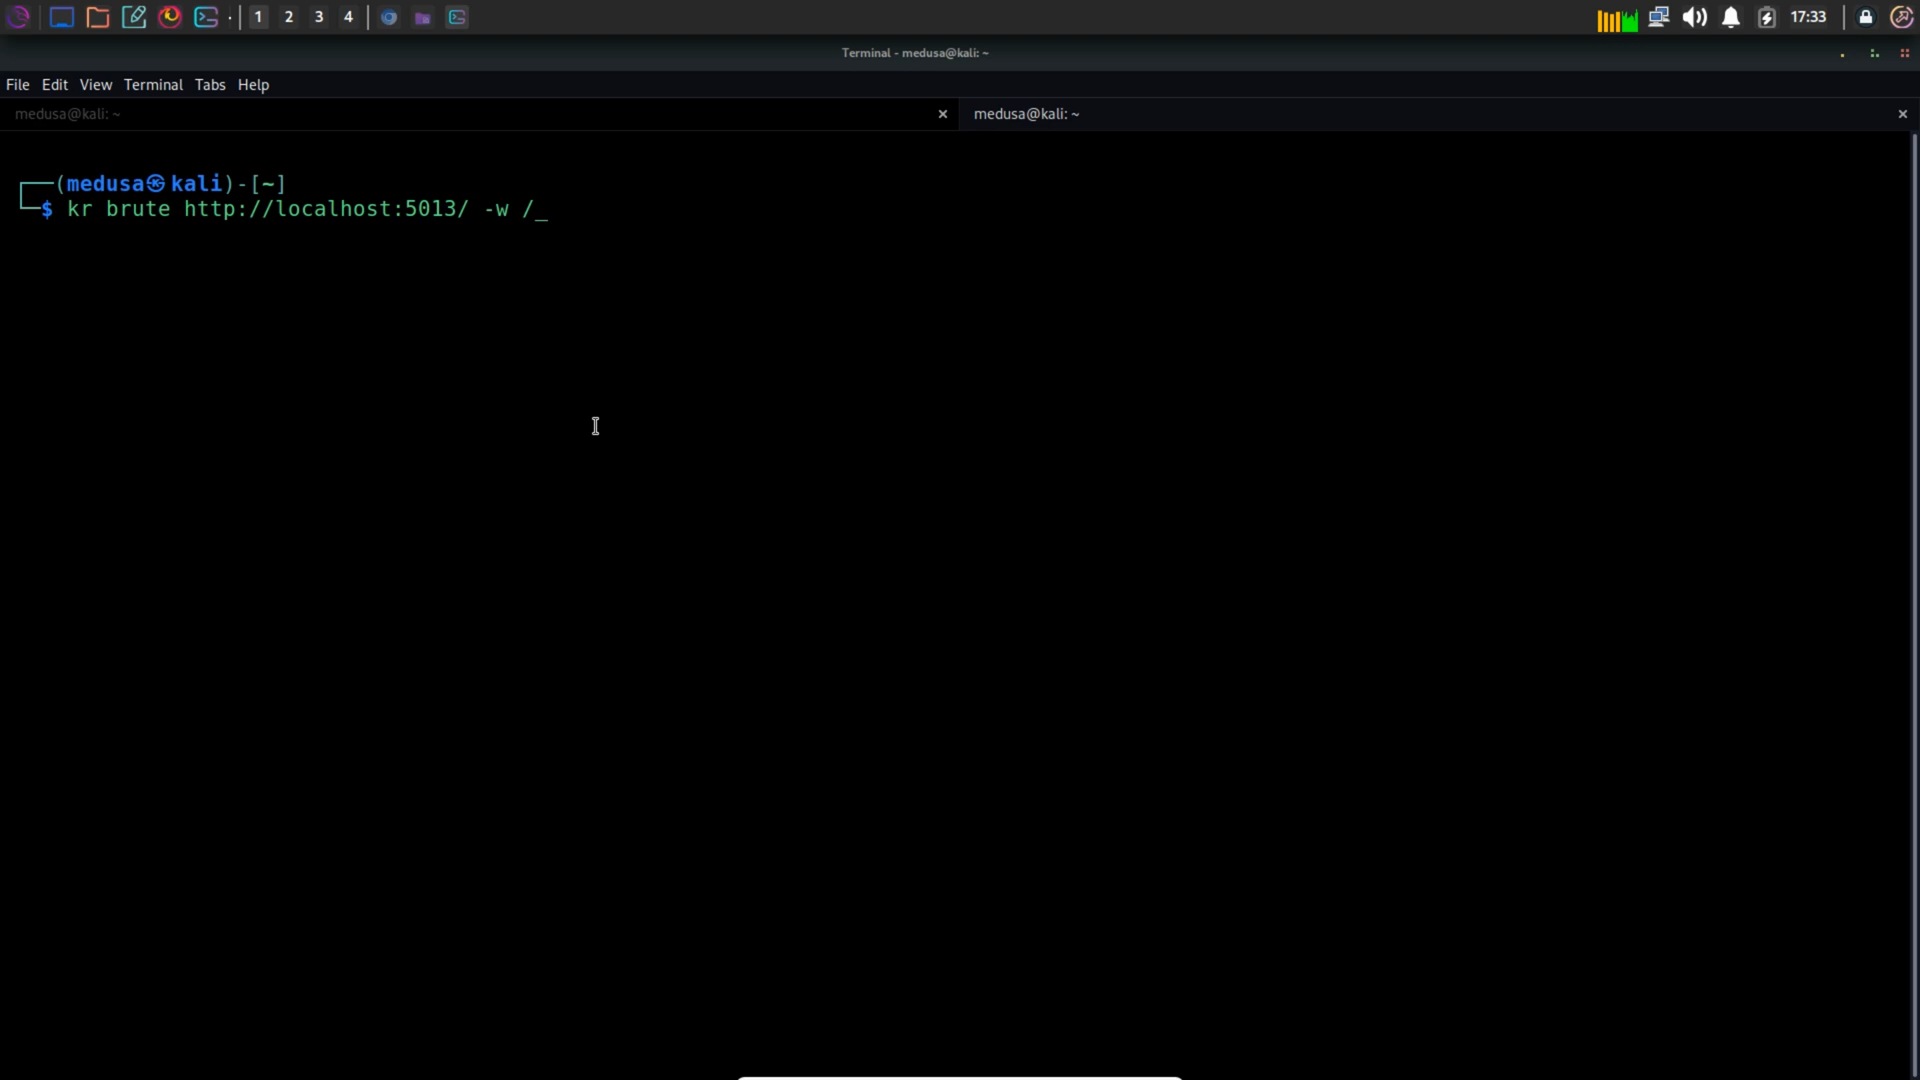 1 2 3 4 17:33
Terminal - medusa@kali: ~
File Edit View Terminal Tabs Help
medusa@kali: ~ medusa@kali: ~
┌──(medusa㉿kali)-[~]
└─$ kr brute http://localhost:5013/ -w /_